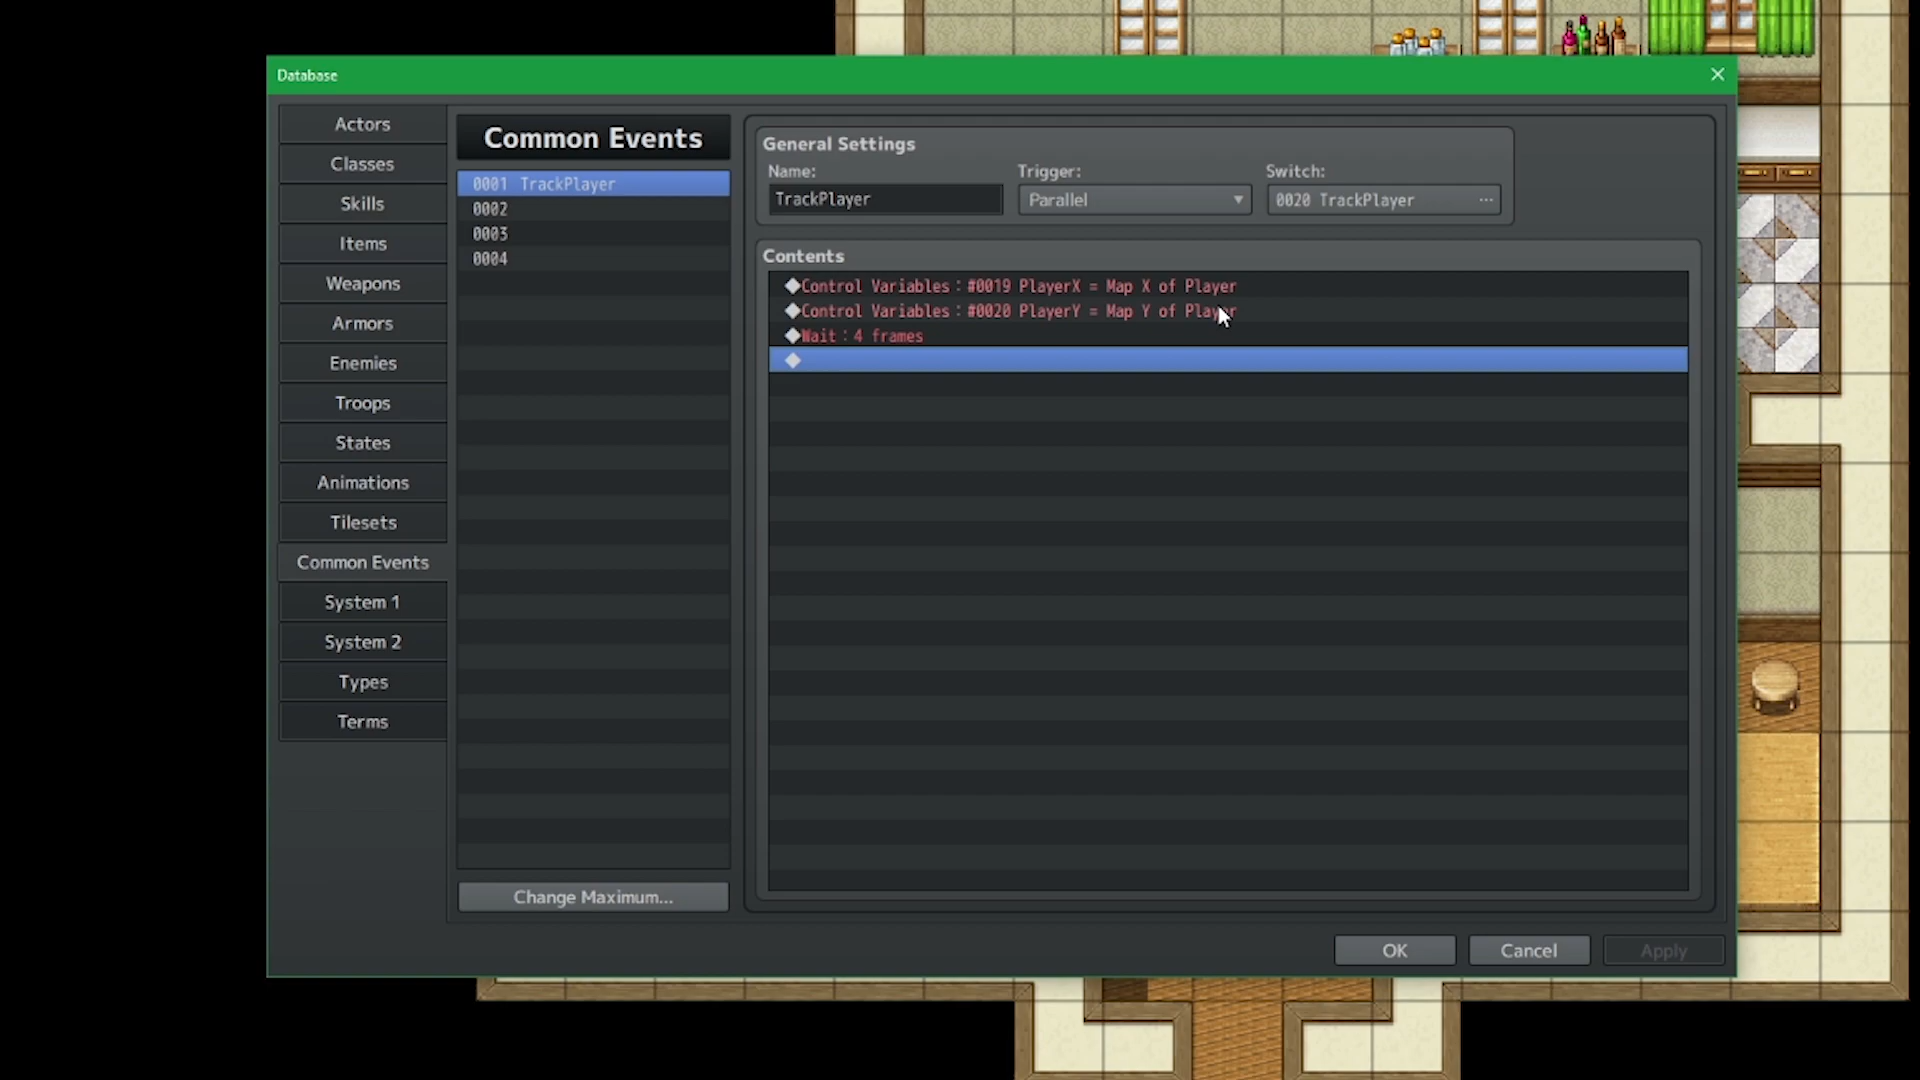 Database
Actors
Classes
Skills
Items
Weapons
Armors
Enemies
Troops
States
Animations
Tilesets
Common Events
System 1
System 2
Types
Terms
Common Events
0001 TrackPlayer
0002
0003
0004
Change Maximum...
General Settings
Name: Trigger: Switch:
TrackPlayer Parallel 0020 TrackPlayer ...
Contents
◆Control Variables : #0019 PlayerX = Map X of Player
◆Control Variables : #0020 PlayerY = Map Y of Player
◆Wait : 4 frames
◆
OK Cancel Apply